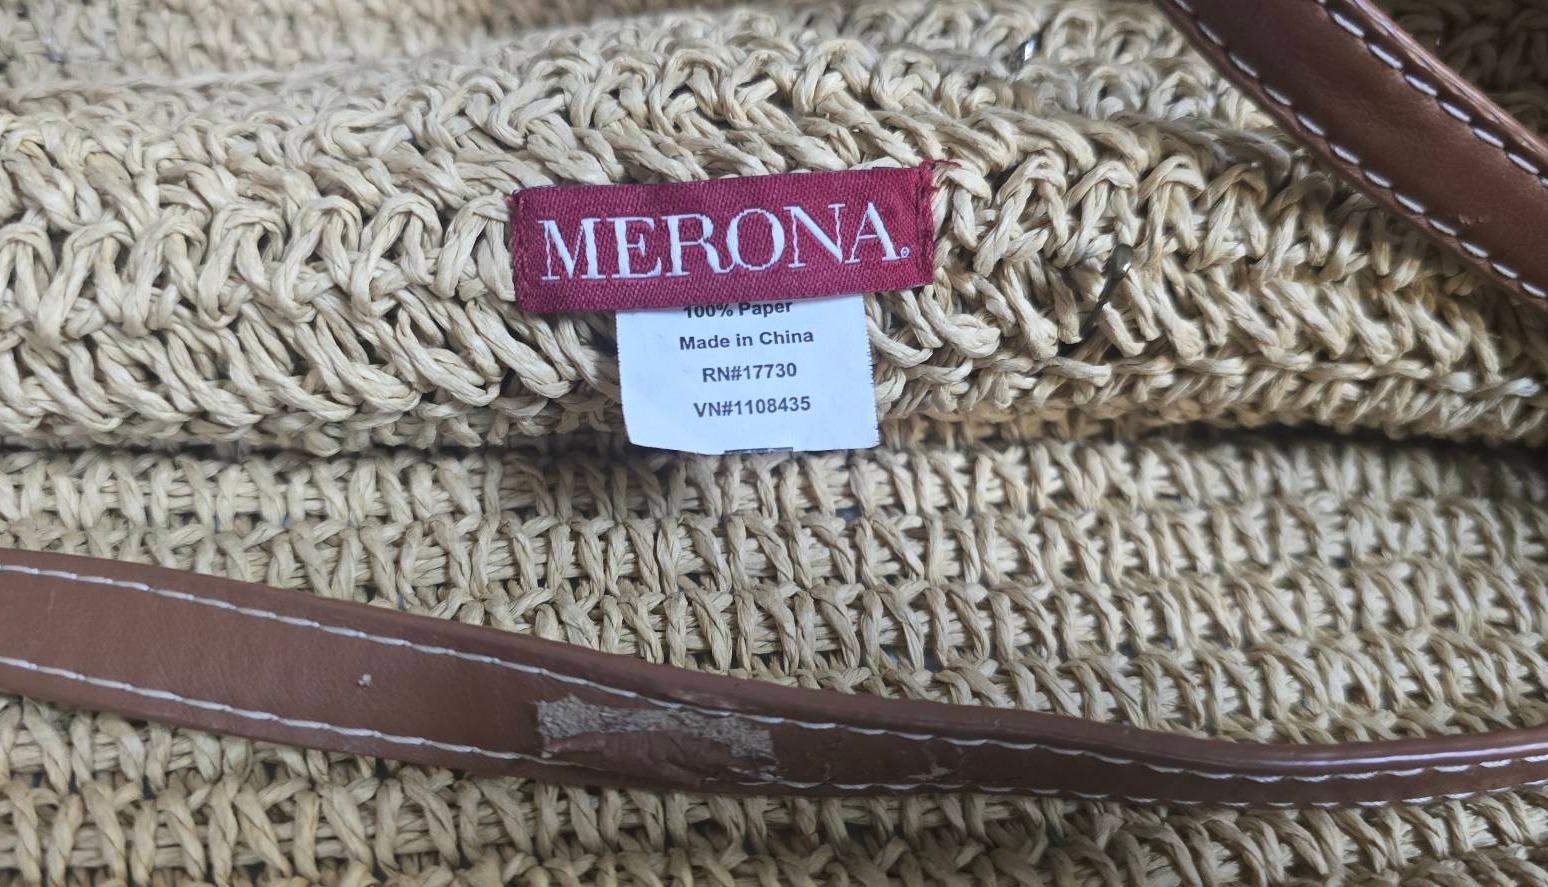 MERONA®
100% Paper
Made in China
RN#17730
VN#1108435